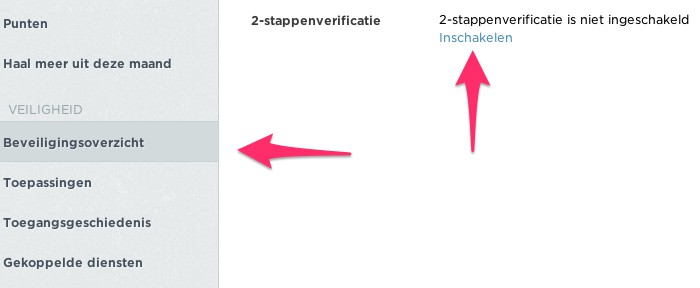 Punten
Haal meer uit deze maand
VEILIGHEID
Beveiligingsoverzicht
Toepassingen
Toegangsgeschiedenis
Gekoppelde diensten
2-stappenverificatie
2-stappenverificatie is niet ingeschakeld
Inschakelen